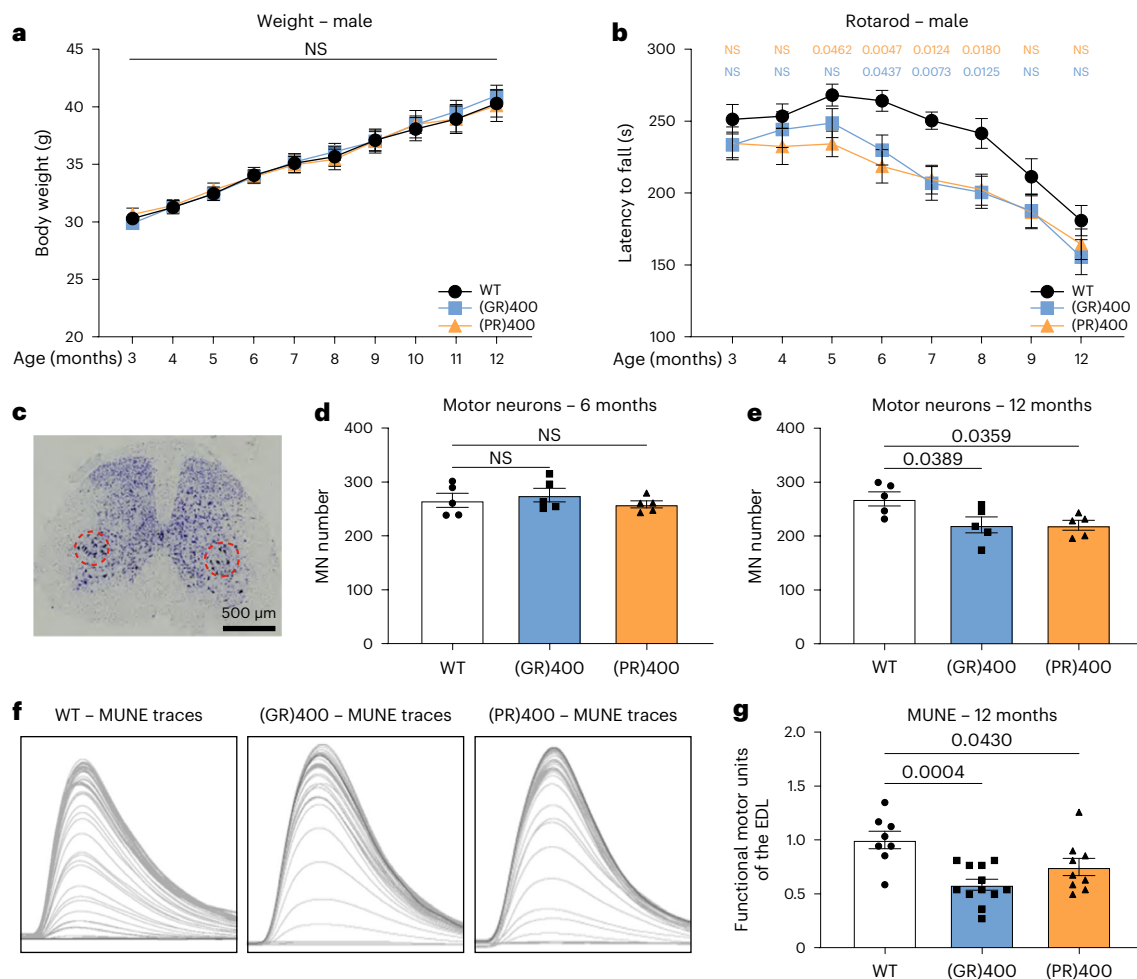 a
Weight – male
NS
45
40
35
30
25
20
Body weight (g)
WT
(GR)400
(PR)400
Age (months) 3 4 5 6 7 8 9 10 11 12
b
Rotarod – male
300
250
200
150
100
Latency to fall (s)
NS NS 0.0462 0.0047 0.0124 0.0180 NS NS
NS NS NS 0.0437 0.0073 0.0125 NS NS
WT
(GR)400
(PR)400
Age (months) 3 4 5 6 7 8 9 12
c
500 µm
d
Motor neurons – 6 months
400
300
200
100
0
MN number
NS
NS
WT (GR)400 (PR)400
e
Motor neurons – 12 months
400
300
200
100
0
MN number
0.0359
0.0389
WT (GR)400 (PR)400
f
WT – MUNE traces
(GR)400 – MUNE traces
(PR)400 – MUNE traces
g
MUNE – 12 months
2.0
1.5
1.0
0.5
0
Functional motor units
of the EDL
0.0430
0.0004
WT (GR)400 (PR)400